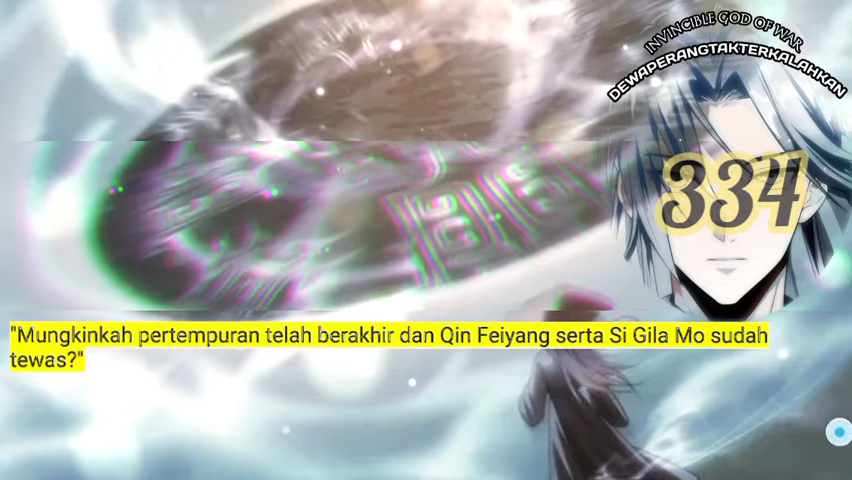 INVINCIBLE GOD OF WAR
DEWAPERANGTAKTERKALAHKAN
334
"Mungkinkah pertempuran telah berakhir dan Qin Feiyang serta Si Gila Mo sudah
tewas?"